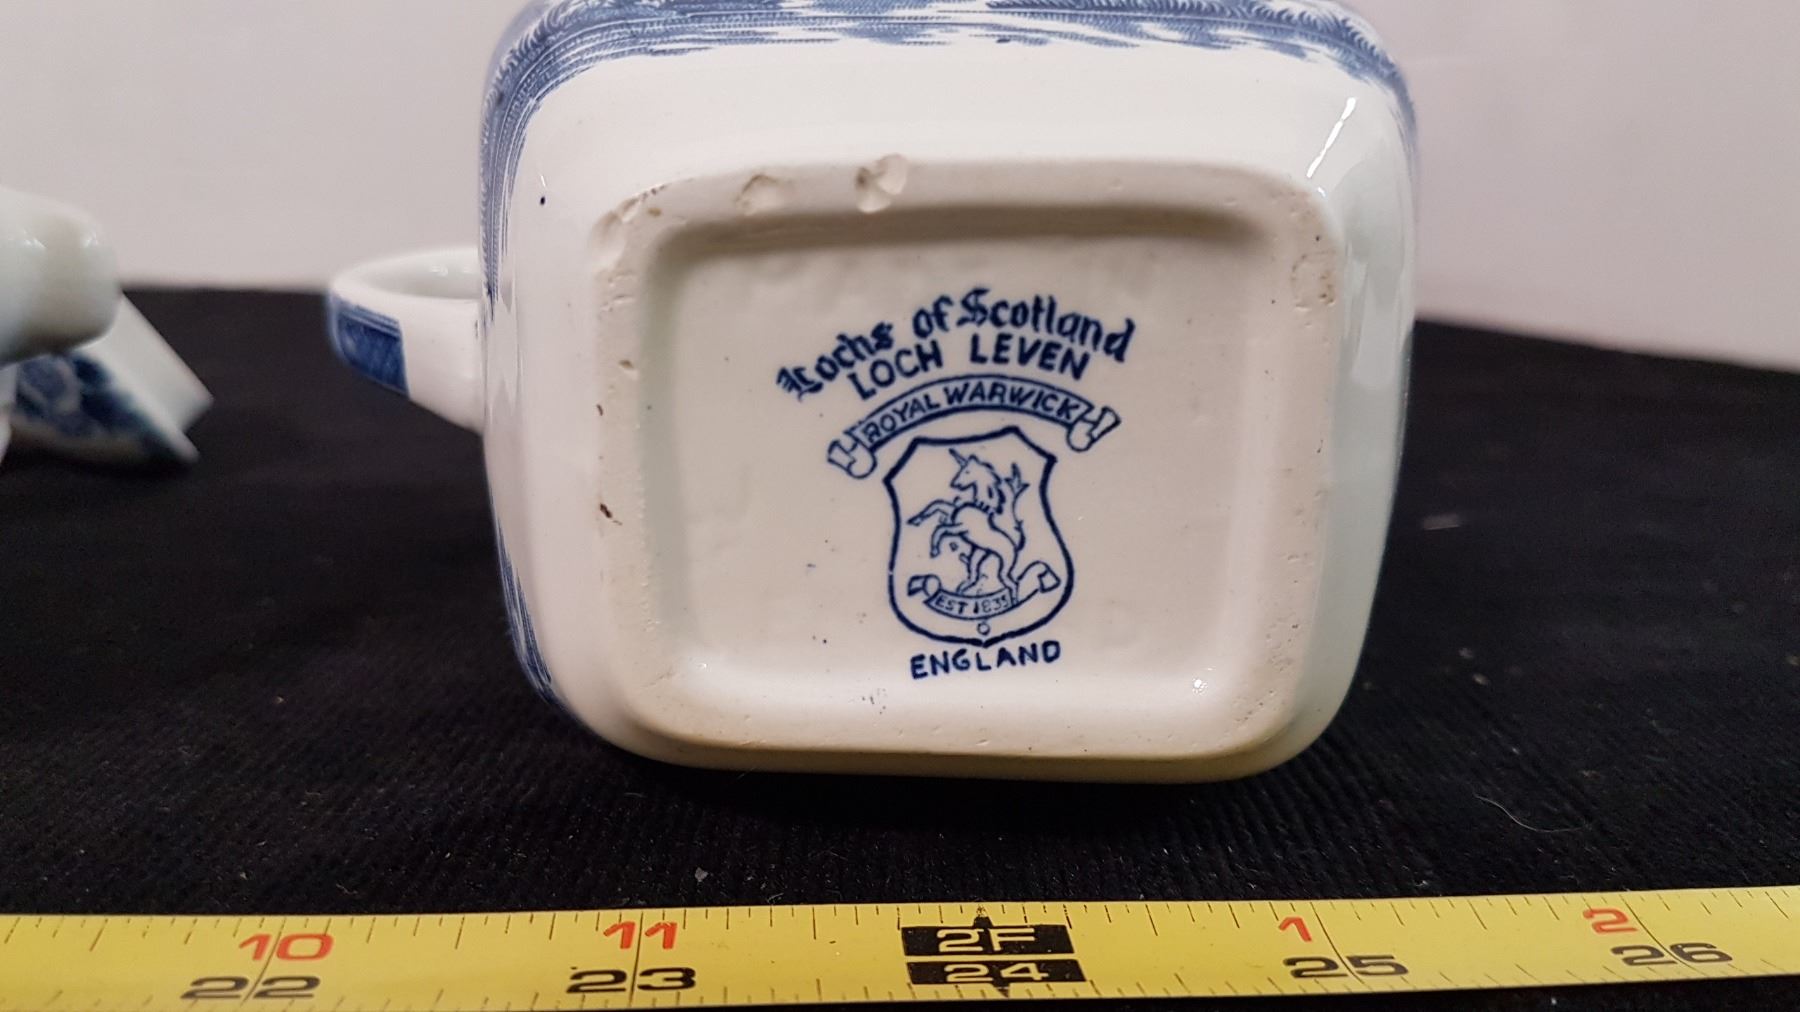 Lochs of Scotland
LOCH LEVEN
ROYAL WARWICK
EST 1835
ENGLAND
10 11 2F 1 2
22 23 24 25 26